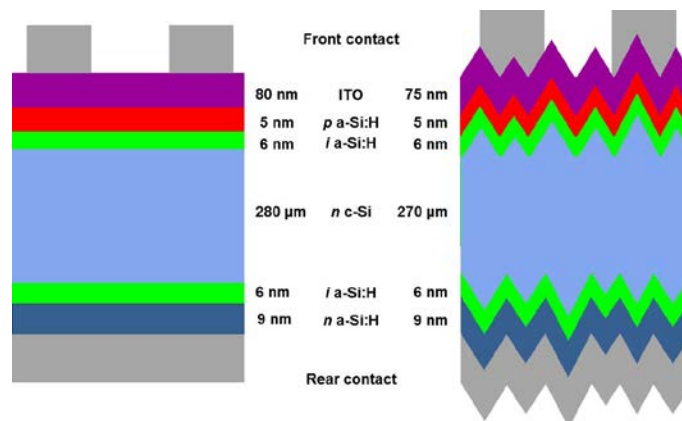 Front contact
80 nm ITO 75 nm
5 nm p a-Si:H 5 nm
6 nm i a-Si:H 6 nm
280 µm n c-Si 270 µm
6 nm i a-Si:H 6 nm
9 nm n a-Si:H 9 nm
Rear contact